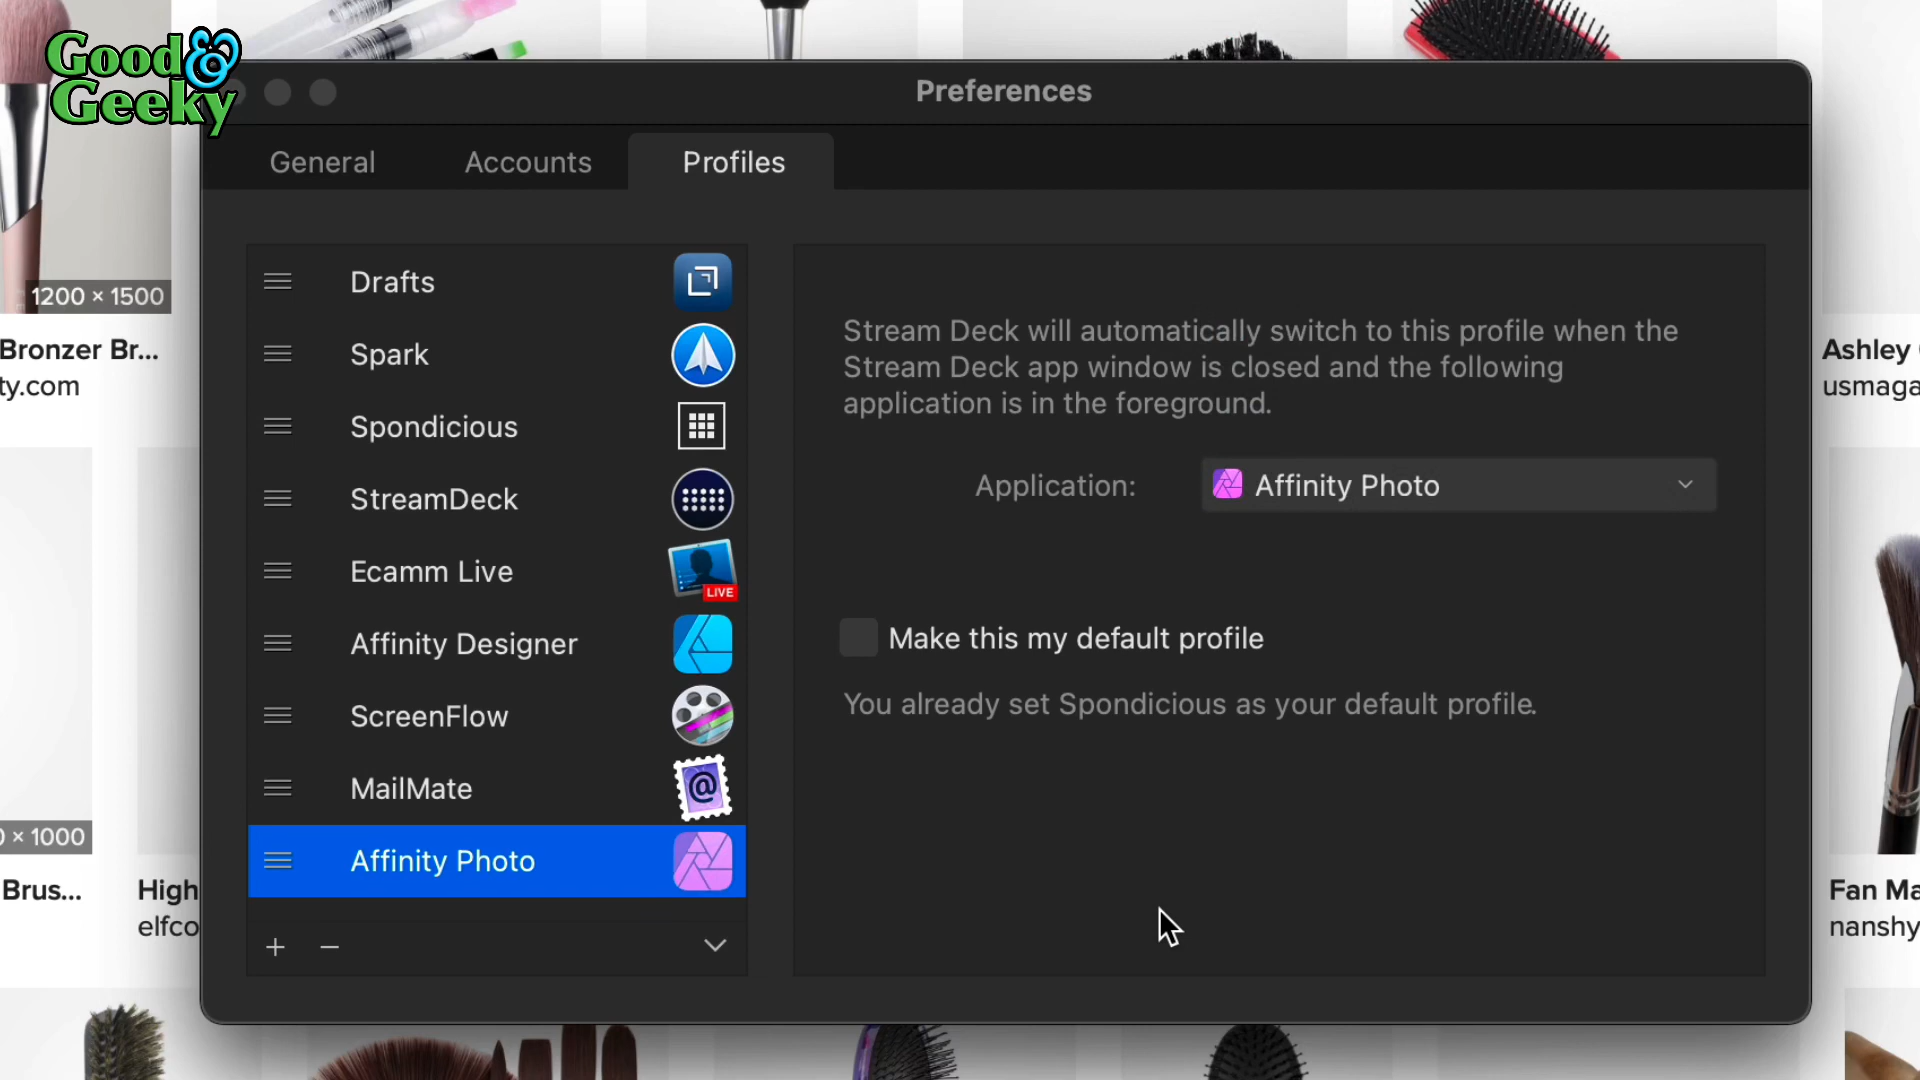 Good &
Geeky
Preferences
General
Accounts
Profiles
Drafts
Spark
Spondicious
StreamDeck
Ecamm Live
LIVE
Affinity Designer
ScreenFlow
MailMate
@
Affinity Photo
Stream Deck will automatically switch to this profile when the
Stream Deck app window is closed and the following
application is in the foreground.
Application:
Affinity Photo
Make this my default profile
You already set Spondicious as your default profile.
1200 × 1500
Bronzer Br...
ty.com
0 × 1000
Brus...
High
elfco
Ashley
usmaga
Fan Ma
nanshy